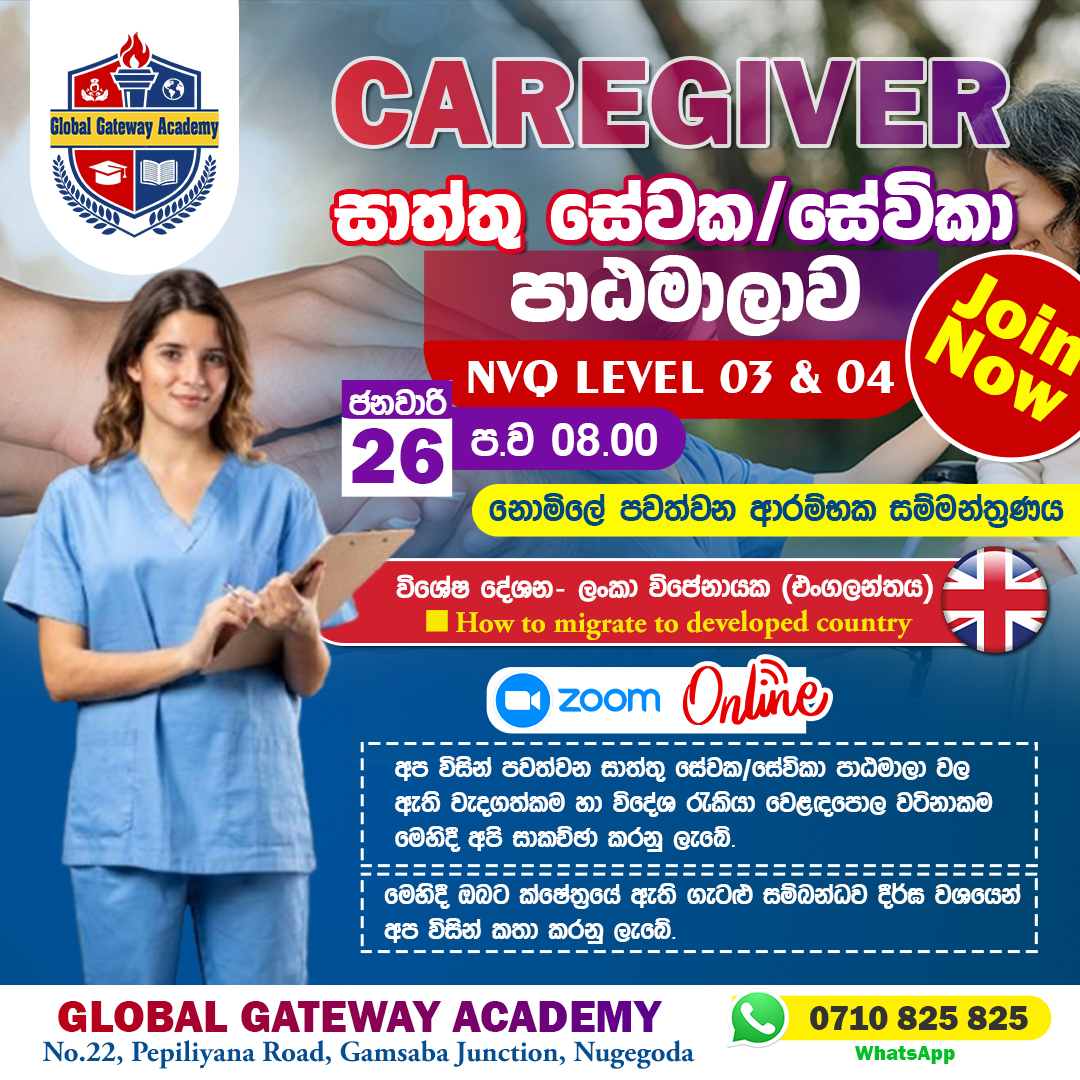 Global Gateway Academy
CAREGIVER
සාත්තු සේවක/සේවිකා
පාඨමාලාව
Join
Now
NVQ LEVEL 03 & 04
ජනවාරි
26
ප.ව 08.00
නොමිලේ පවත්වන ආරම්භක සම්මන්ත්‍රණය
විශේෂ දේශන- ලංකා විජේනායක (එංගලන්තය)
How to migrate to developed country
zoom Online
අප විසින් පවත්වන සාත්තු සේවක/සේවිකා පාඨමාලා වල
ඇති වැදගත්කම හා විදේශ රැකියා වෙළඳපොල වටිනාකම
මෙහිදී අපි සාකච්ඡා කරනු ලැබේ.
මෙහිදී ඔබට ක්ෂේත්‍රයේ ඇති ගැටළු සම්බන්ධව දීර්ඝ වශයෙන්
අප විසින් කතා කරනු ලැබේ.
GLOBAL GATEWAY ACADEMY
No.22, Pepiliyana Road, Gamsaba Junction, Nugegoda
0710 825 825
WhatsApp